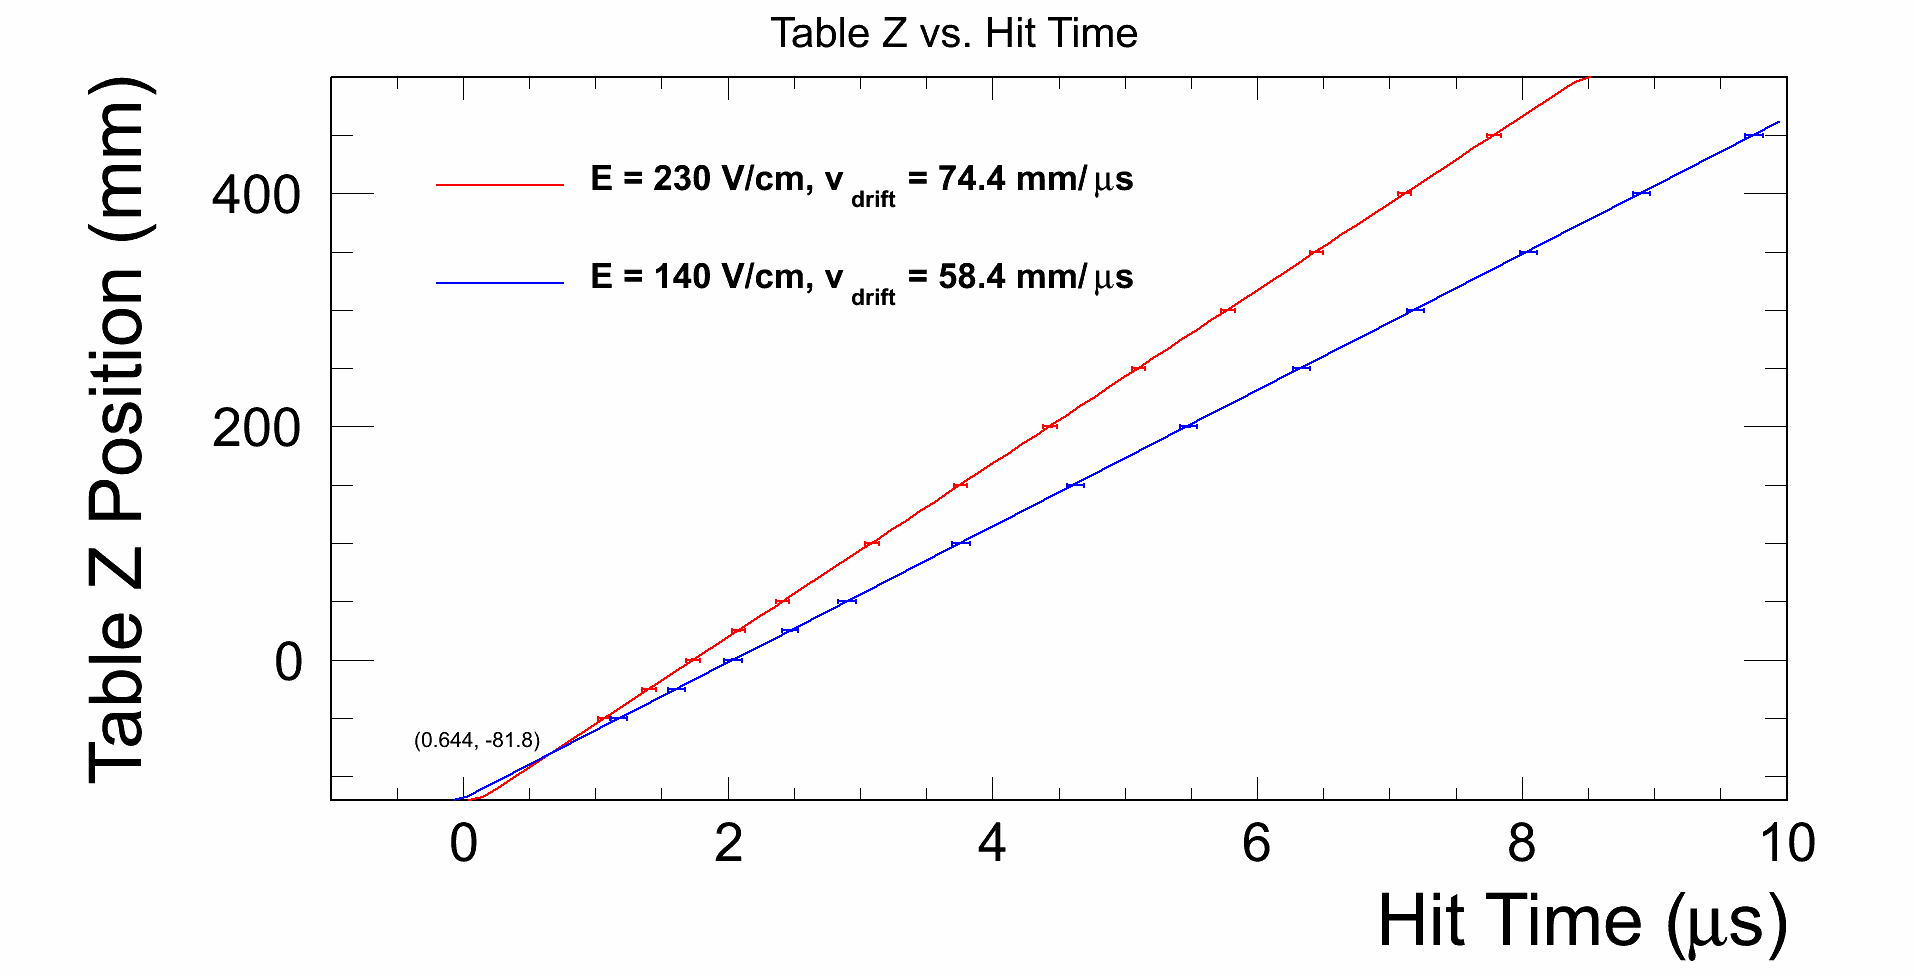 Table Z vs. Hit Time
Table Z Position (mm)
400
200
0
E = 230 V/cm, v drift = 74.4 mm/μs
E = 140 V/cm, v drift = 58.4 mm/μs
(0.644, -81.8)
0 2 4 6 8 10
Hit Time (μs)